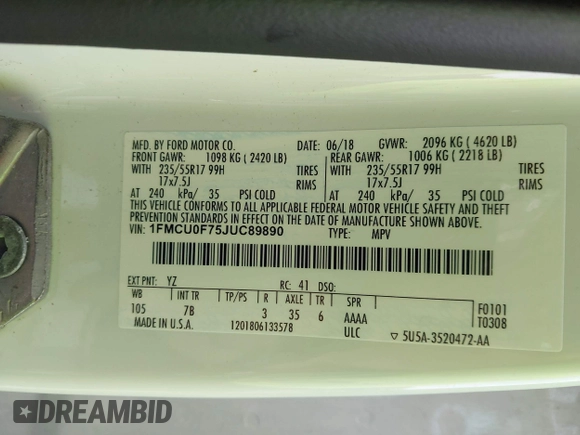 MFD. BY FORD MOTOR CO. 06/18 GVWR: 2096 KG ( 4620 LB)
FRONT GAWR: 1098 KG ( 2420 LB) REAR GAWR: 1006 KG ( 2218 LB)
WITH 235/55R17 99H TIRES WITH 235/55R17 99H TIRES
17x7.5J RIMS 17x7.5J RIMS
AT 240 kPa/ 35 PSI COLD AT 240 kPa/ 35 PSI COLD
THIS VEHICLE CONFORMS TO ALL APPLICABLE FEDERAL MOTOR VEHICLE SAFETY AND THEFT
PREVENTION STANDARDS IN EFFECT ON THE DATE OF MANUFACTURE SHOWN ABOVE.
VIN: 1FMCU0F75JUC89890 TYPE: MPV
EXT PNT: YZ RC: 41 DSO:
WB INT TR TP/PS R AXLE TR SPR F0101
105 7B 3 35 6 AAAA T0308
MADE IN U.S.A. 1201806133578 ULC 5U5A-3520472-AA
DREAMBID